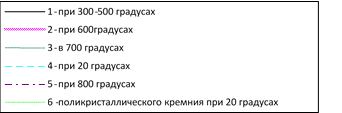 1-при 300-500 градусах
2-при 600градусах
3-в 700 градусах
4-при 20 градусах
5-при 800 градусах
6 -поликристаллического кремния при 20 градусах